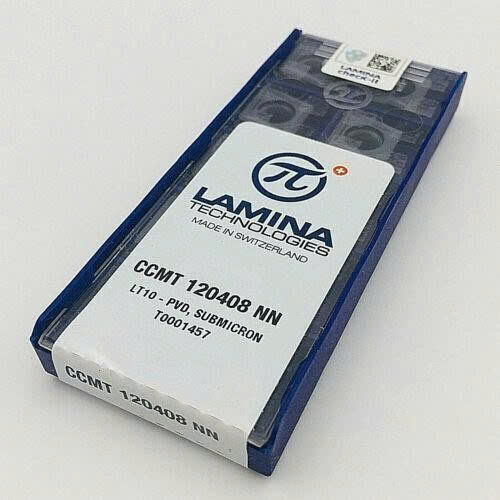 LAMINA
check-it
π
LAMINA
TECHNOLOGIES
MADE IN SWITZERLAND
CCMT 120408 NN
LT10 - PVD, SUBMICRON
T0001457
CCMT 120408 NN